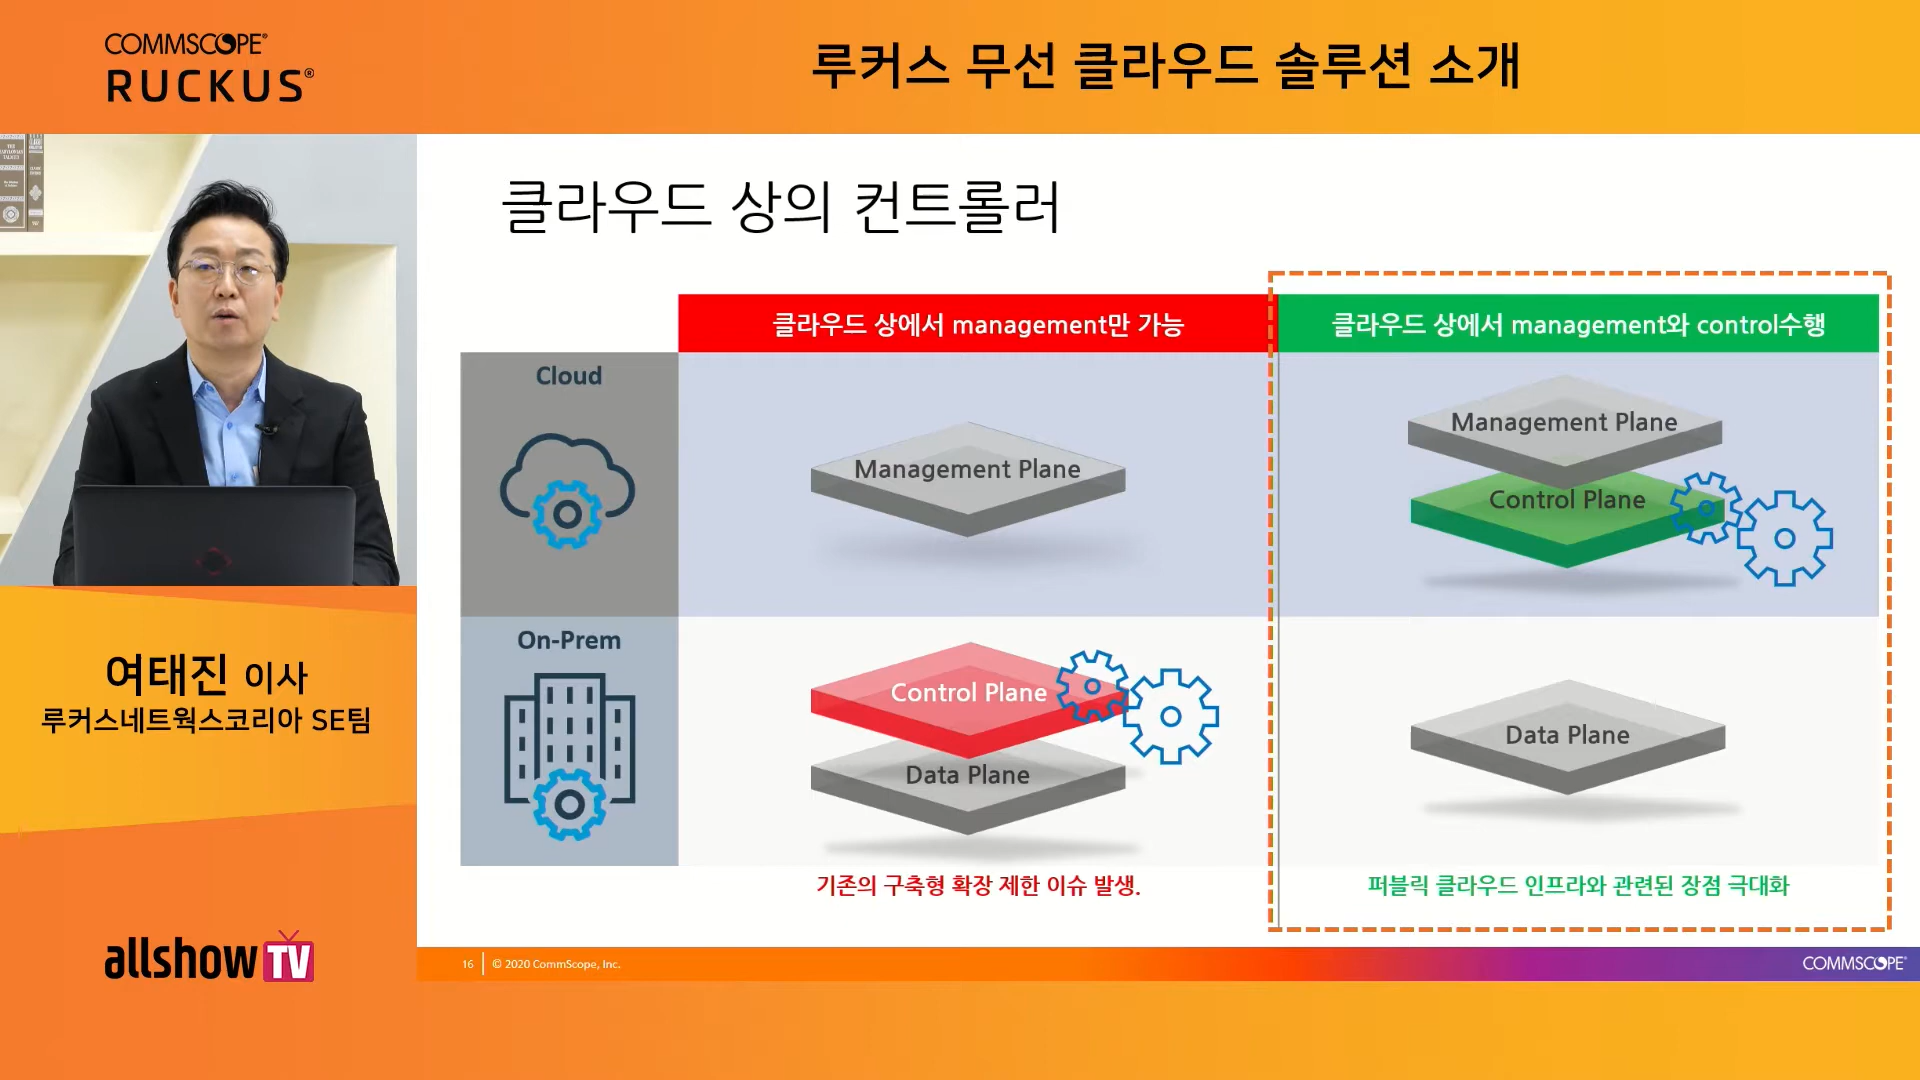 COMMSCOPE®
RUCKUS®
루커스 무선 클라우드 솔루션 소개
클라우드 상의 컨트롤러
클라우드 상에서 management만 가능
클라우드 상에서 management와 control수행
Cloud
Management Plane
Management Plane
Control Plane
On-Prem
Control Plane
Data Plane
Data Plane
기존의 구축형 확장 제한 이슈 발생.
퍼블릭 클라우드 인프라와 관련된 장점 극대화
여태진 이사
루커스네트웍스코리아 SE팀
allshow TV
16
© 2020 CommScope, Inc.
COMMSCOPE®